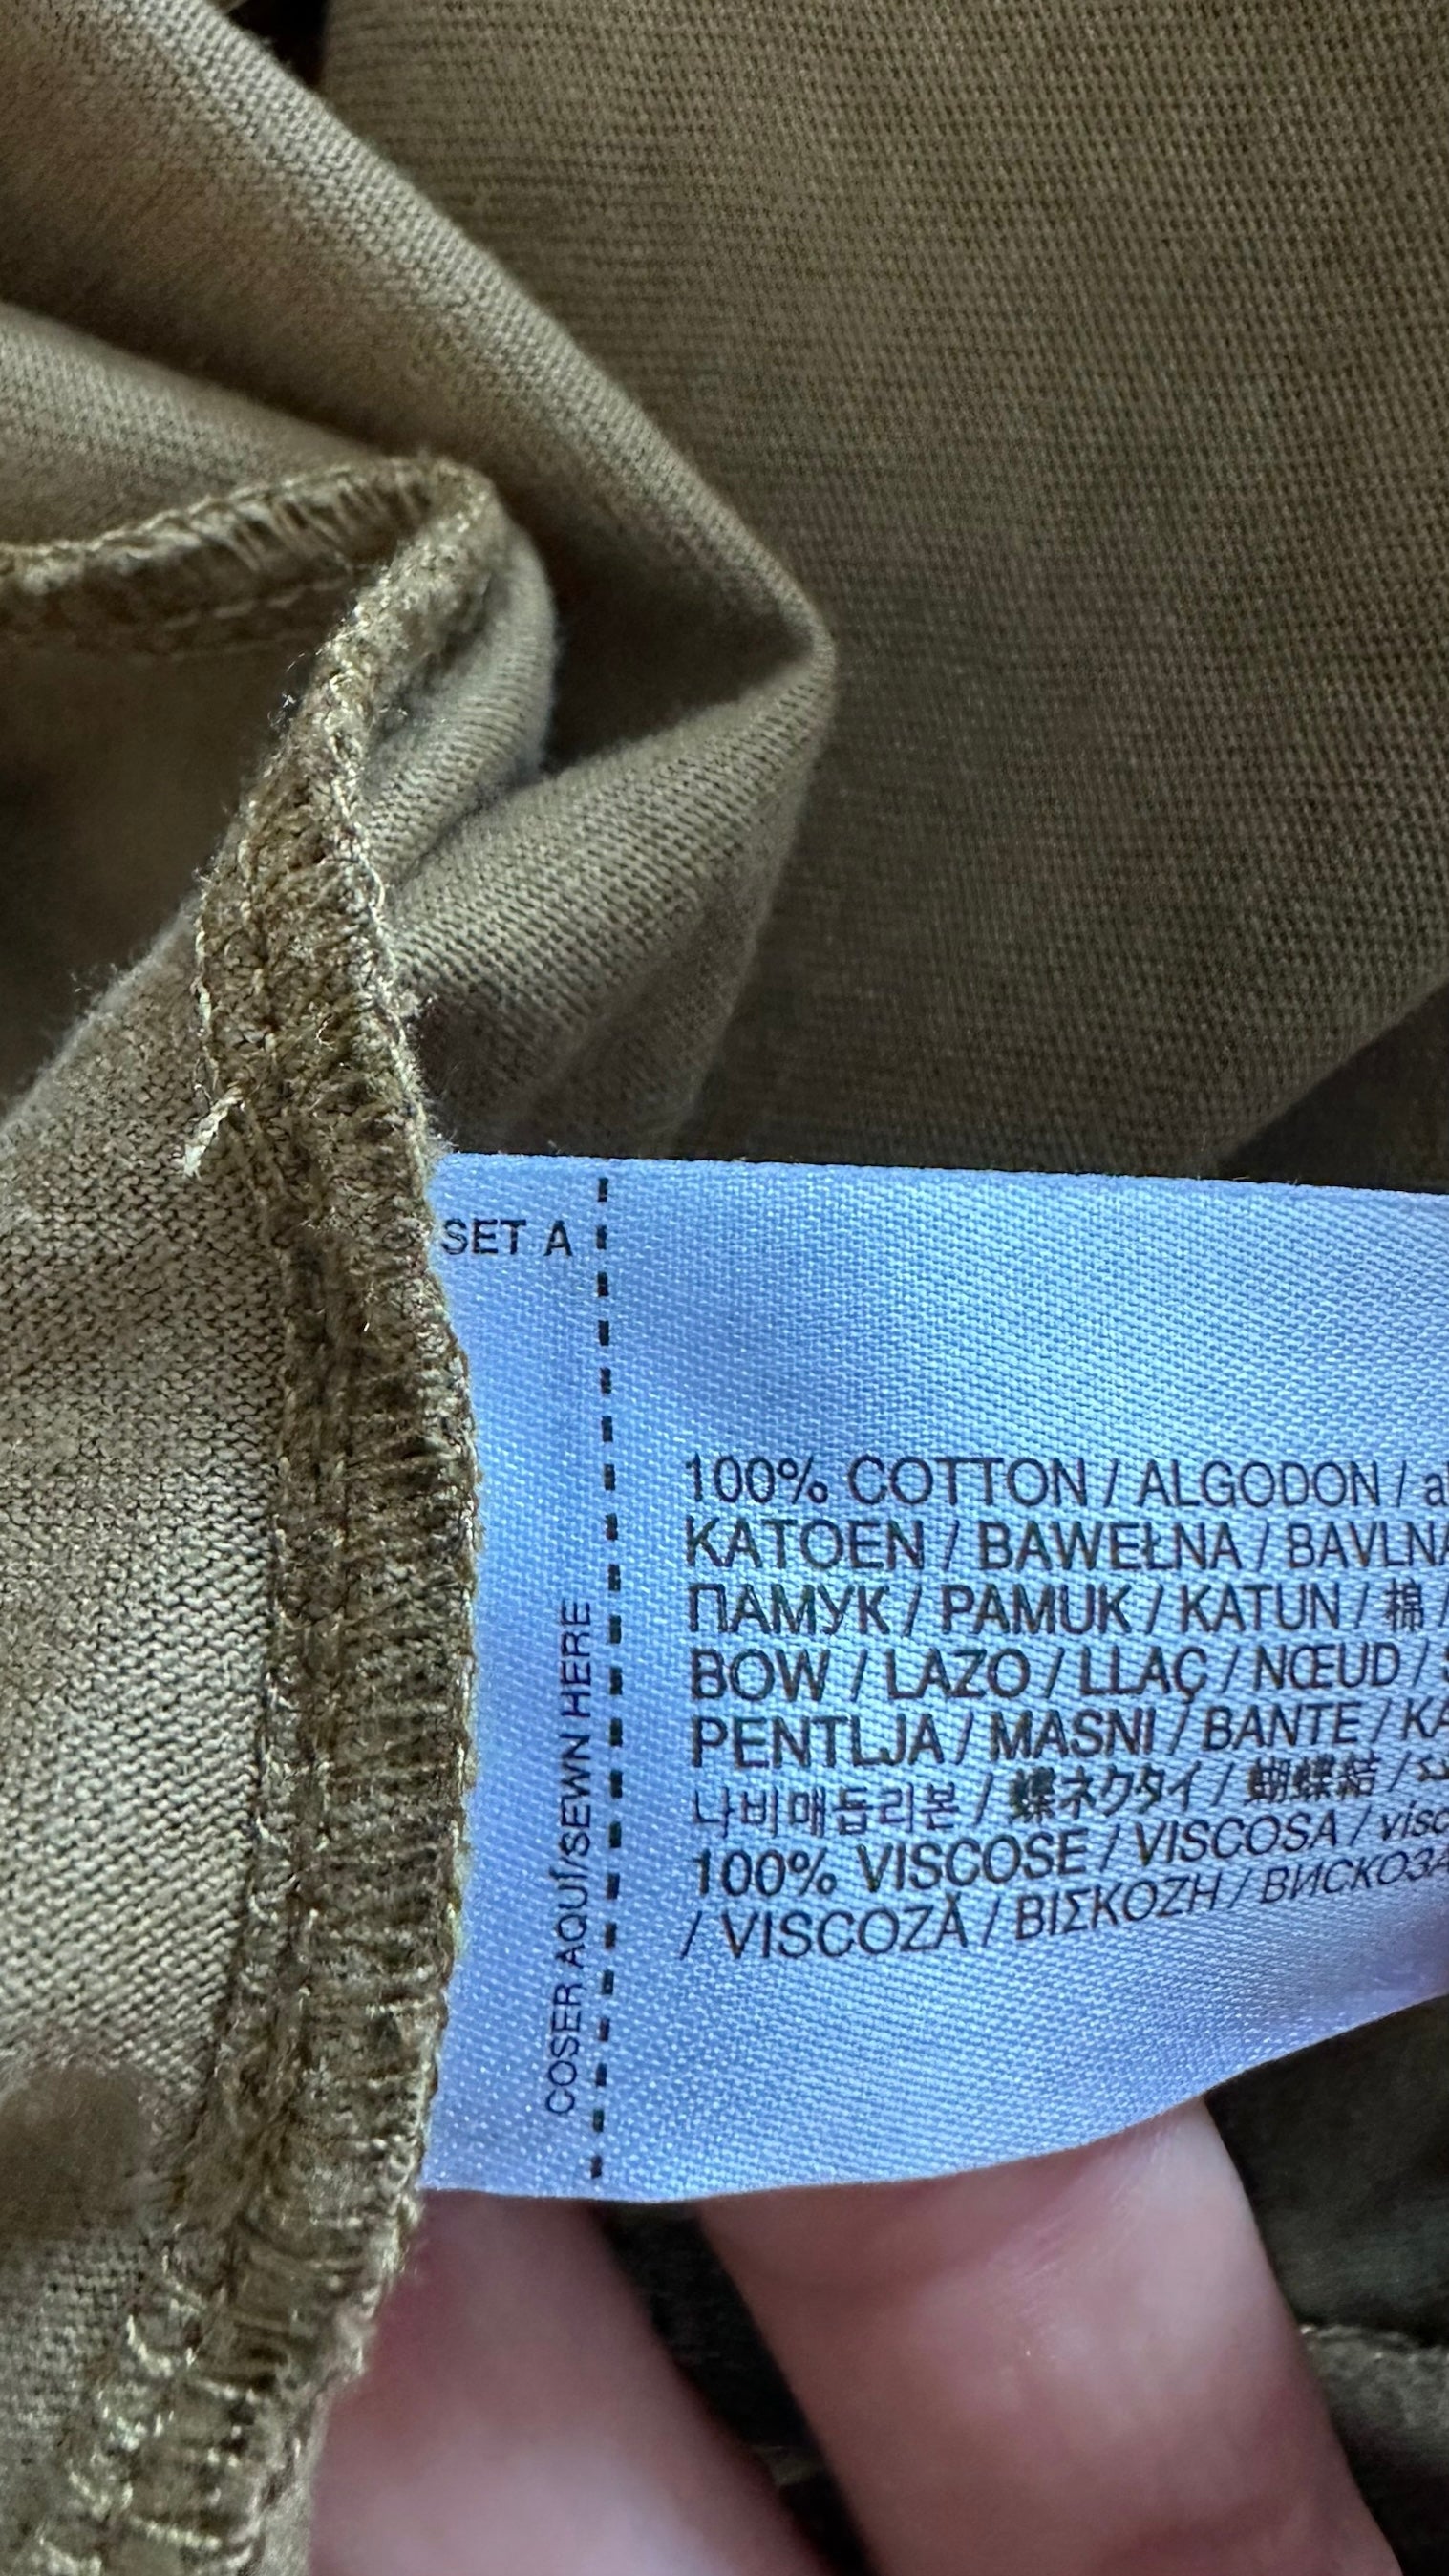 SET A
COSER AQUÍ/SEWN HERE
100% COTTON / ALGODON /
KATOEN / BAWEŁNA / BAVLNA
ПАМУК / PAMUK / KATUN / 棉 /
BOW / LAZO / LLAÇ / NŒUD /
PENTLJA / MASNI / BANTE /
나비매듭리본 / 蝶ネクタイ / 蝴蝶結 /
100% VISCOSE / VISCOSA /
/ VISCOZĂ / ΒΙΣΚΟΖΗ / ВИСКОЗА